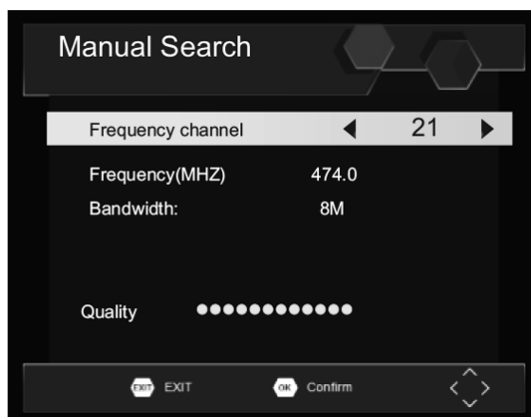 Manual Search
Frequency channel 21
Frequency(MHZ) 474.0
Bandwidth: 8M
Quality
EXIT EXIT OK Confirm